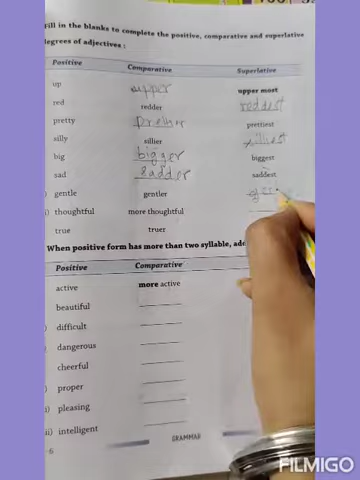 Fill in the blanks to complete the positive, comparative and superlative
degrees of adjectives :
Positive Comparative Superlative
up upper upper most
red redder reddest
pretty prettiest
silly sillier silliest
big bigger biggest
sad sadder saddest
) gentle gentler
) thoughtful more thoughtful
true truer
When positive form has more than two syllable, add
Positive Comparative
active more active
beautiful
) difficult
dangerous
cheerful
) proper
i) pleasing
ii) intelligent
6 GRAMMAR
FILMIGO